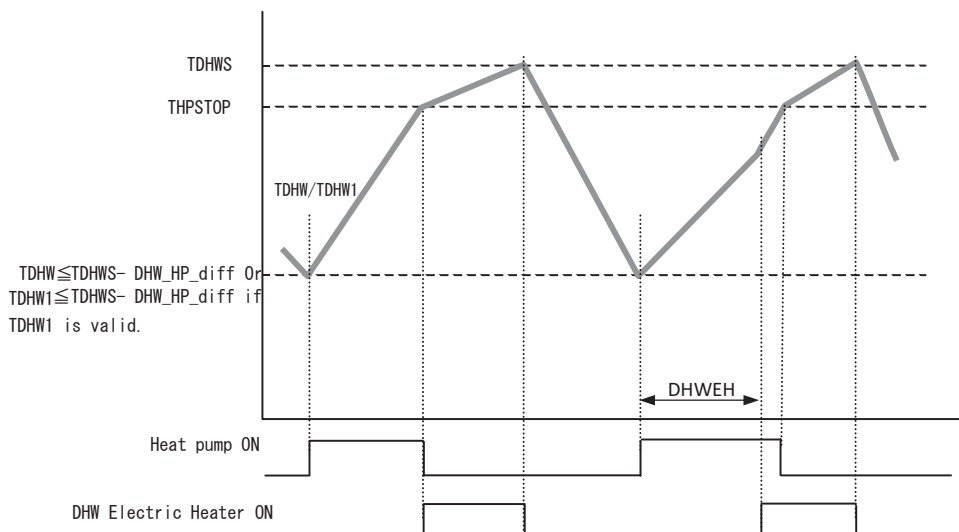 TDHWS
THPSTOP
TDHW/TDHW1
TDHW≦TDHWS- DHW_HP_diff Or
TDHW1≦TDHWS- DHW_HP_diff if
TDHW1 is valid.
DHWEH
Heat pump ON
DHW Electric Heater ON